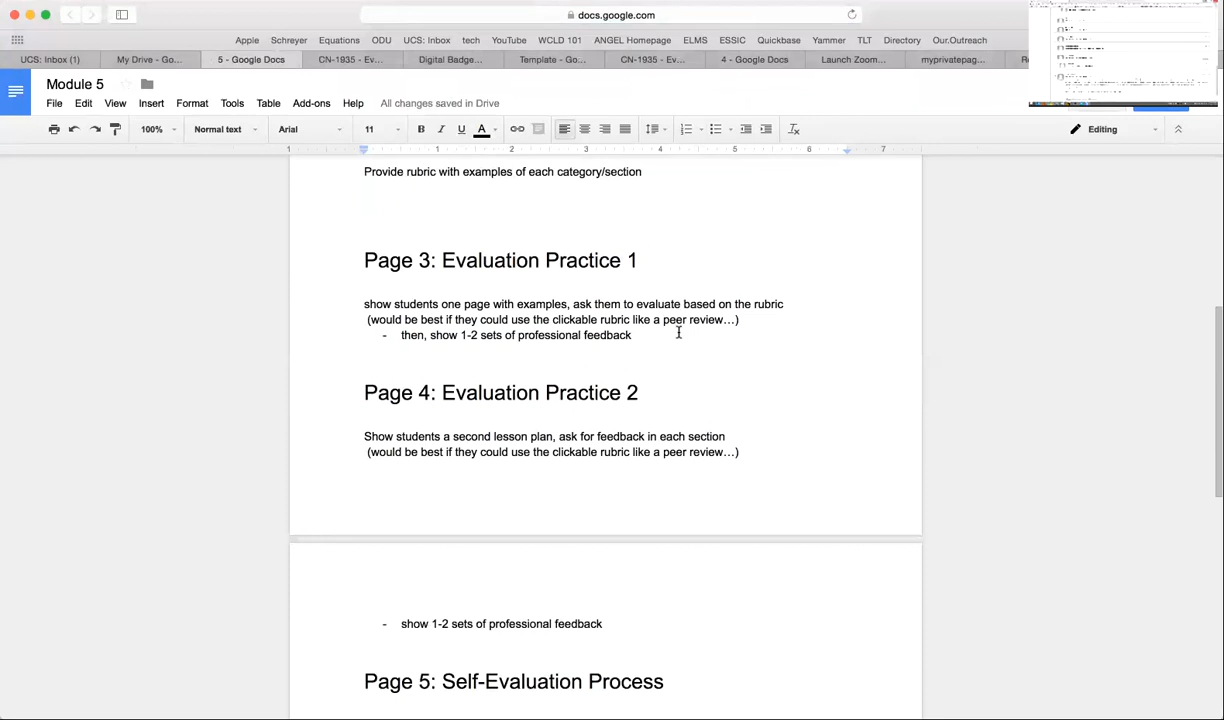 docs.google.com
Apple Schreyer Equations UCS: Inbox tech YouTube WCLD 101 ANGEL Homepage ELMS ESSIC Quickbase Yammer TLT Directory Our.Outreach
UCS: Inbox (1) My Drive - Go... 5 - Google Docs CN-1935 - Ev... Digital Badge... Template - Go... CN-1935 - Ev... 4 - Google Docs Launch Zoom... myprivatepag...
Module 5
File Edit View Insert Format Tools Table Add-ons Help All changes saved in Drive
100% Normal text Arial 11 B I U A Editing
1 1 2 3 4 5 6 7
Provide rubric with examples of each category/section
Page 3: Evaluation Practice 1
show students one page with examples, ask them to evaluate based on the rubric
(would be best if they could use the clickable rubric like a peer review...)
- then, show 1-2 sets of professional feedback
Page 4: Evaluation Practice 2
Show students a second lesson plan, ask for feedback in each section
(would be best if they could use the clickable rubric like a peer review...)
- show 1-2 sets of professional feedback
Page 5: Self-Evaluation Process